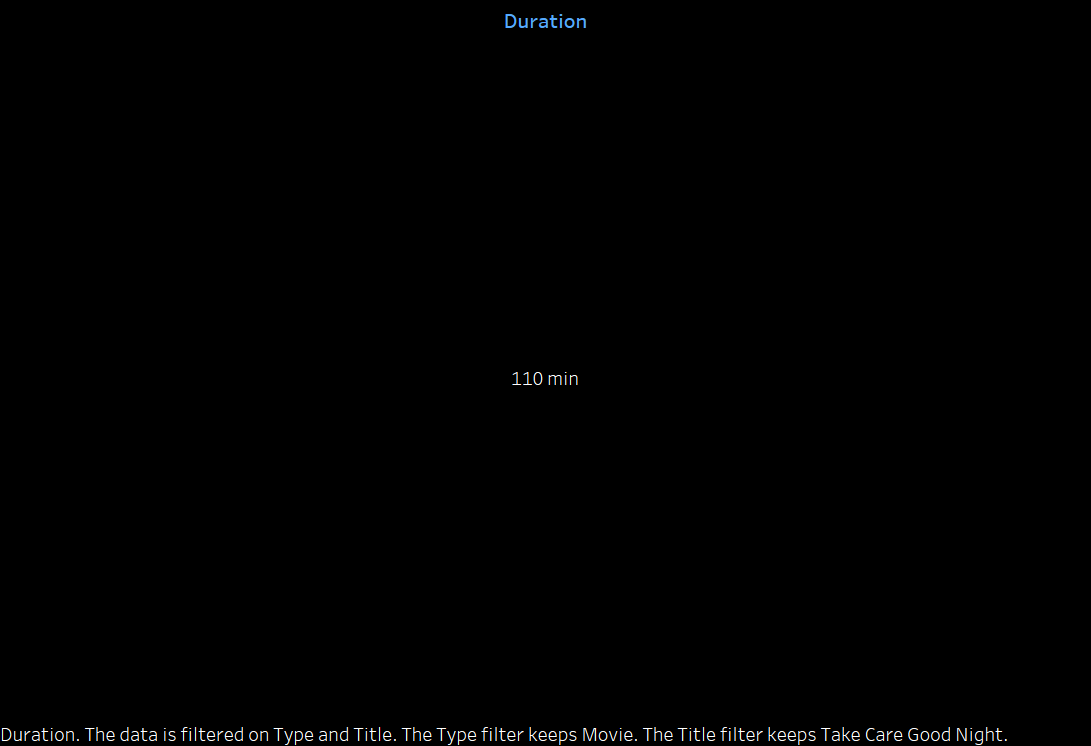 Duration
110 min
Duration. The data is filtered on Type and Title. The Type filter keeps Movie. The Title filter keeps Take Care Good Night.